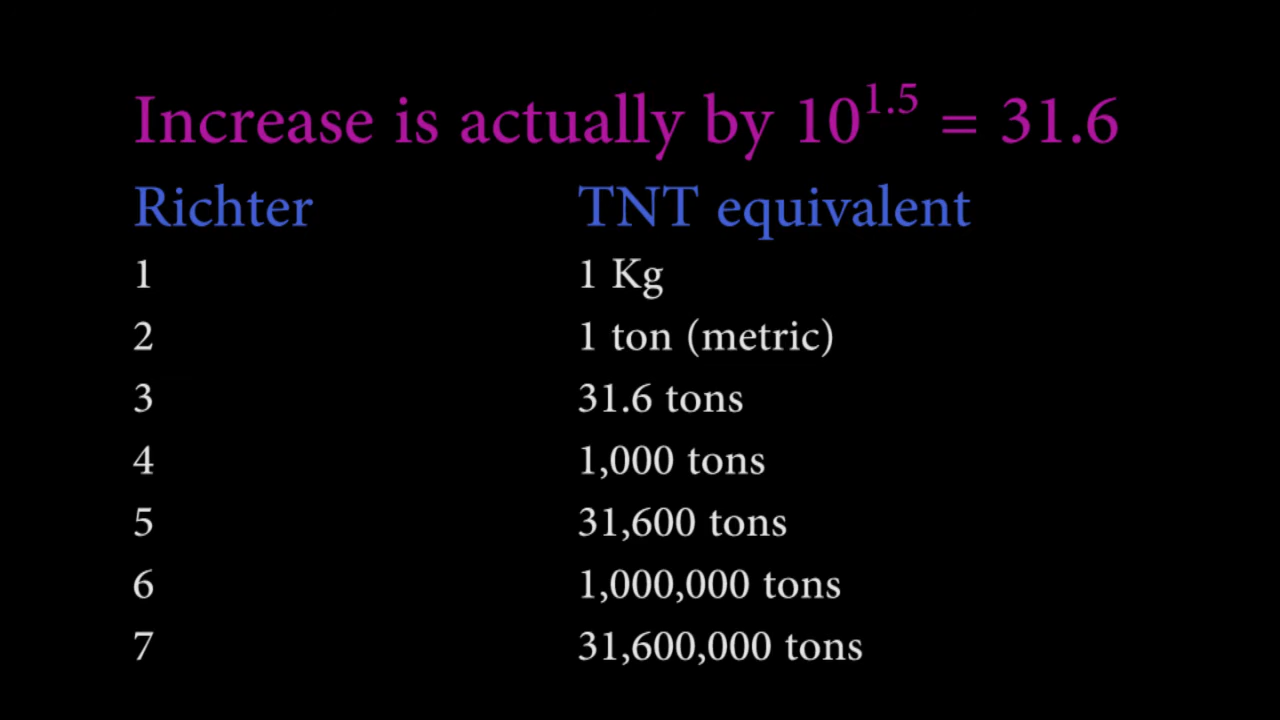 Increase is actually by 10^1.5 = 31.6
Richter TNT equivalent
1 1 Kg
2 1 ton (metric)
3 31.6 tons
4 1,000 tons
5 31,600 tons
6 1,000,000 tons
7 31,600,000 tons